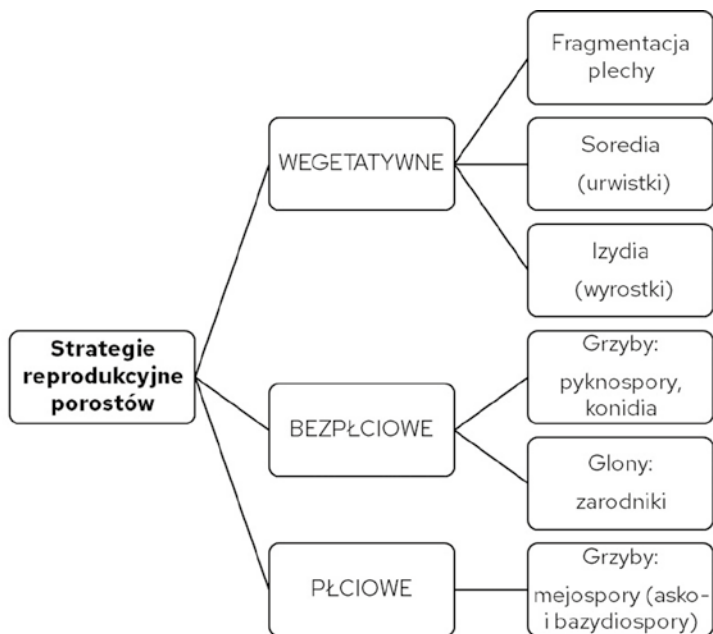 Strategie
reprodukcyjne
porostów
WEGETATYWNE
Fragmentacja
plechy
Soredia
(urwistki)
Izydia
(wyrostki)
BEZPŁCIOWE
Grzyby:
pyknospory,
konidia
Glony:
zarodniki
PŁCIOWE
Grzyby:
mejospory (asko-
i bazydiospory)